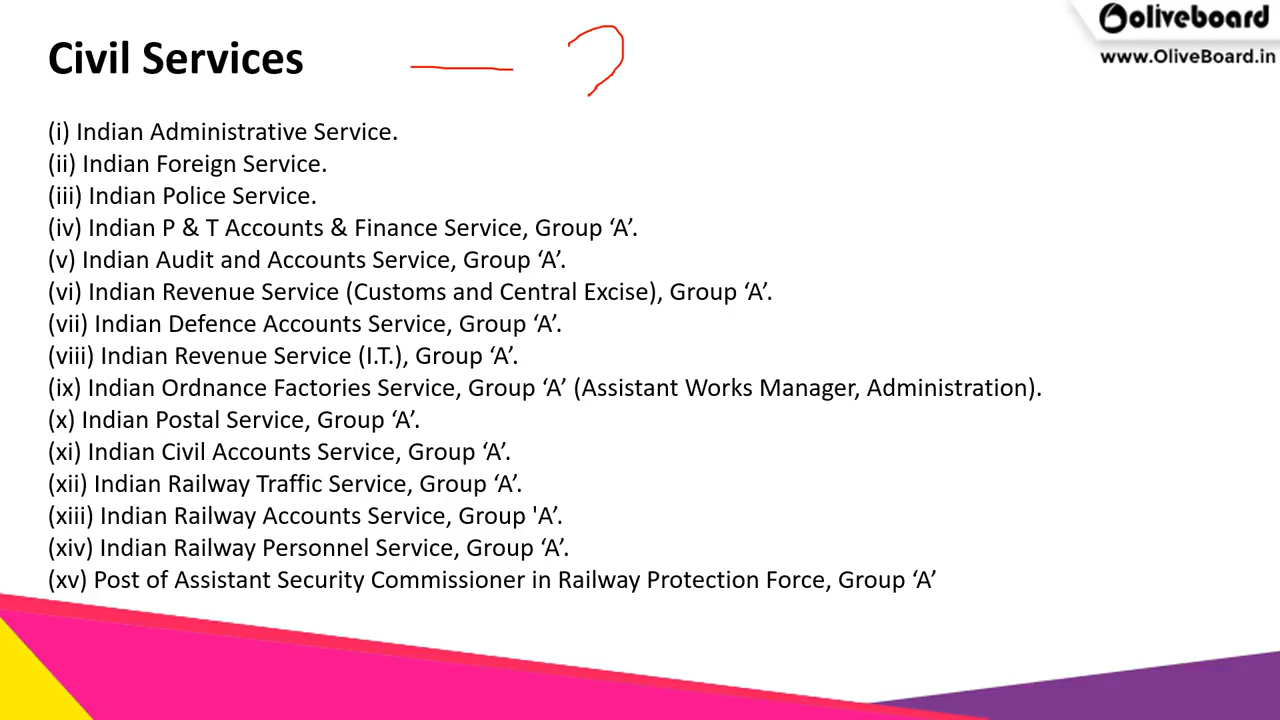 oliveboard
www.OliveBoard.in
Civil Services
(i) Indian Administrative Service.
(ii) Indian Foreign Service.
(iii) Indian Police Service.
(iv) Indian P & T Accounts & Finance Service, Group ‘A’.
(v) Indian Audit and Accounts Service, Group ‘A’.
(vi) Indian Revenue Service (Customs and Central Excise), Group ‘A’.
(vii) Indian Defence Accounts Service, Group ‘A’.
(viii) Indian Revenue Service (I.T.), Group ‘A’.
(ix) Indian Ordnance Factories Service, Group ‘A’ (Assistant Works Manager, Administration).
(x) Indian Postal Service, Group ‘A’.
(xi) Indian Civil Accounts Service, Group ‘A’.
(xii) Indian Railway Traffic Service, Group ‘A’.
(xiii) Indian Railway Accounts Service, Group 'A’.
(xiv) Indian Railway Personnel Service, Group ‘A’.
(xv) Post of Assistant Security Commissioner in Railway Protection Force, Group ‘A’